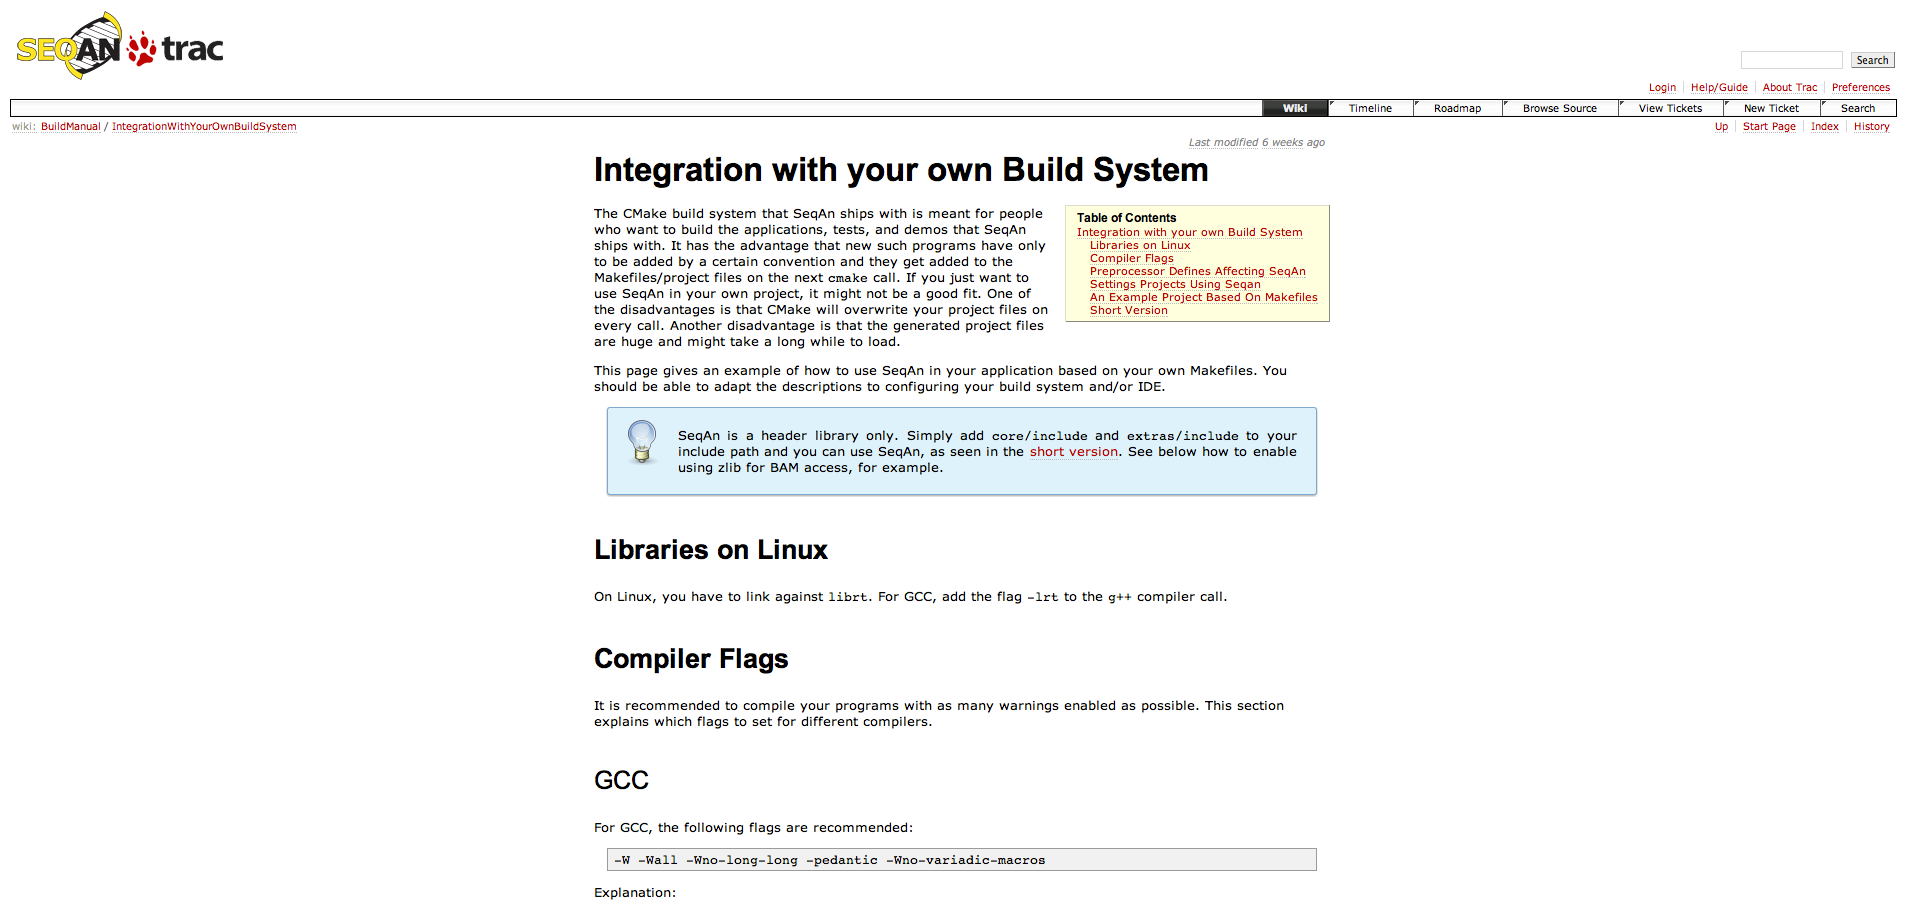 SEQAN trac
Search
Login Help/Guide About Trac Preferences
Wiki Timeline Roadmap Browse Source View Tickets New Ticket Search
wiki: BuildManual / IntegrationWithYourOwnBuildSystem
Up Start Page Index History
Last modified 6 weeks ago
Integration with your own Build System
The CMake build system that SeqAn ships with is meant for people
who want to build the applications, tests, and demos that SeqAn
ships with. It has the advantage that new such programs have only
to be added by a certain convention and they get added to the
Makefiles/project files on the next cmake call. If you just want to
use SeqAn in your own project, it might not be a good fit. One of
the disadvantages is that CMake will overwrite your project files on
every call. Another disadvantage is that the generated project files
are huge and might take a long while to load.
Table of Contents
Integration with your own Build System
Libraries on Linux
Compiler Flags
Preprocessor Defines Affecting SeqAn
Settings Projects Using Seqan
An Example Project Based On Makefiles
Short Version
This page gives an example of how to use SeqAn in your application based on your own Makefiles. You
should be able to adapt the descriptions to configuring your build system and/or IDE.
SeqAn is a header library only. Simply add core/include and extras/include to your
include path and you can use SeqAn, as seen in the short version. See below how to enable
using zlib for BAM access, for example.
Libraries on Linux
On Linux, you have to link against librt. For GCC, add the flag -lrt to the g++ compiler call.
Compiler Flags
It is recommended to compile your programs with as many warnings enabled as possible. This section
explains which flags to set for different compilers.
GCC
For GCC, the following flags are recommended:
-W -Wall -Wno-long-long -pedantic -Wno-variadic-macros
Explanation: